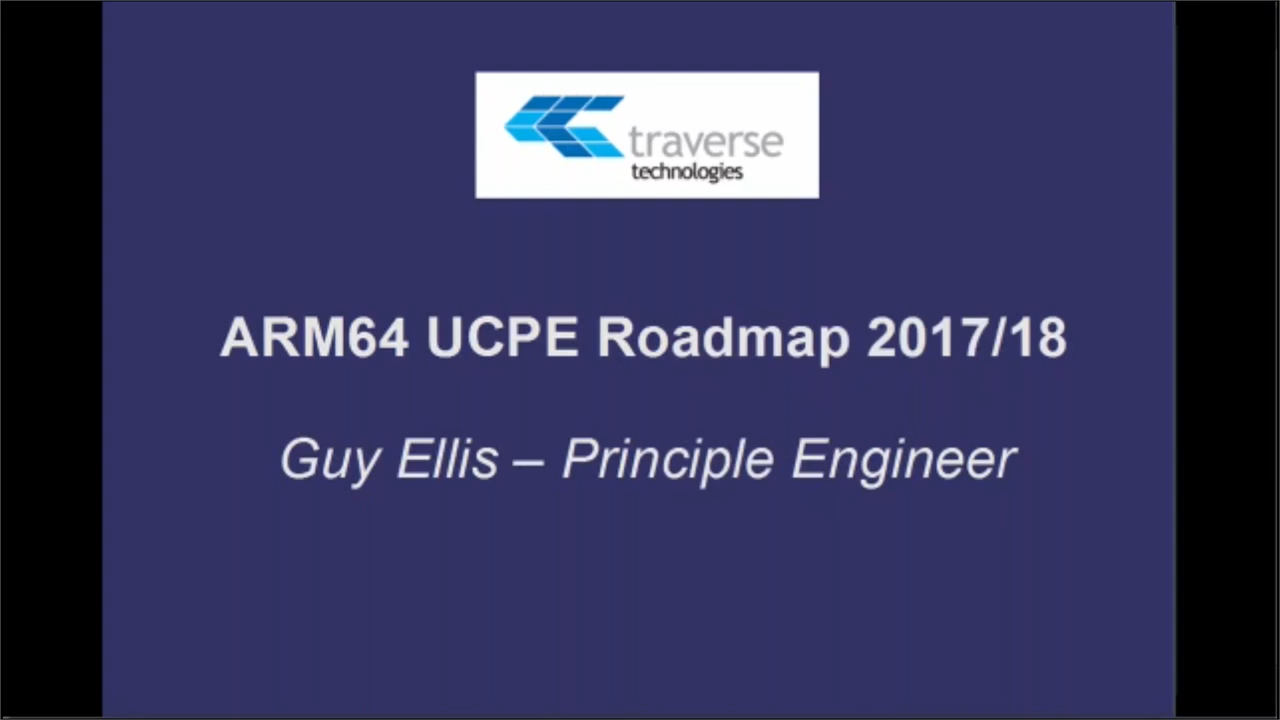 traverse
technologies
ARM64 UCPE Roadmap 2017/18
Guy Ellis – Principle Engineer